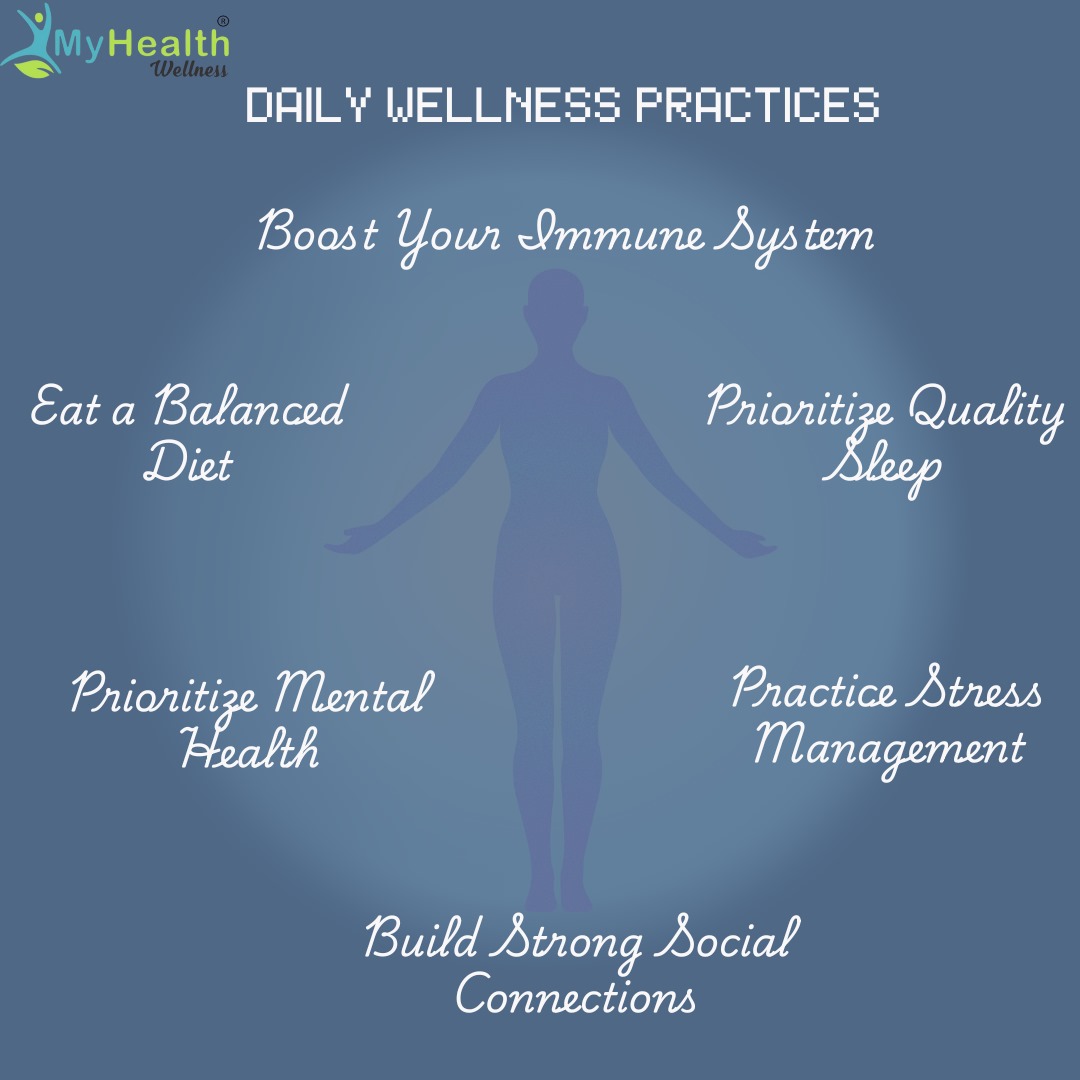 MyHealth®
Wellness
DAILY WELLNESS PRACTICES
Boost Your Immune System
Eat a Balanced
Diet
Prioritize Quality
Sleep
Prioritize Mental
Health
Practice Stress
Management
Build Strong Social
Connections